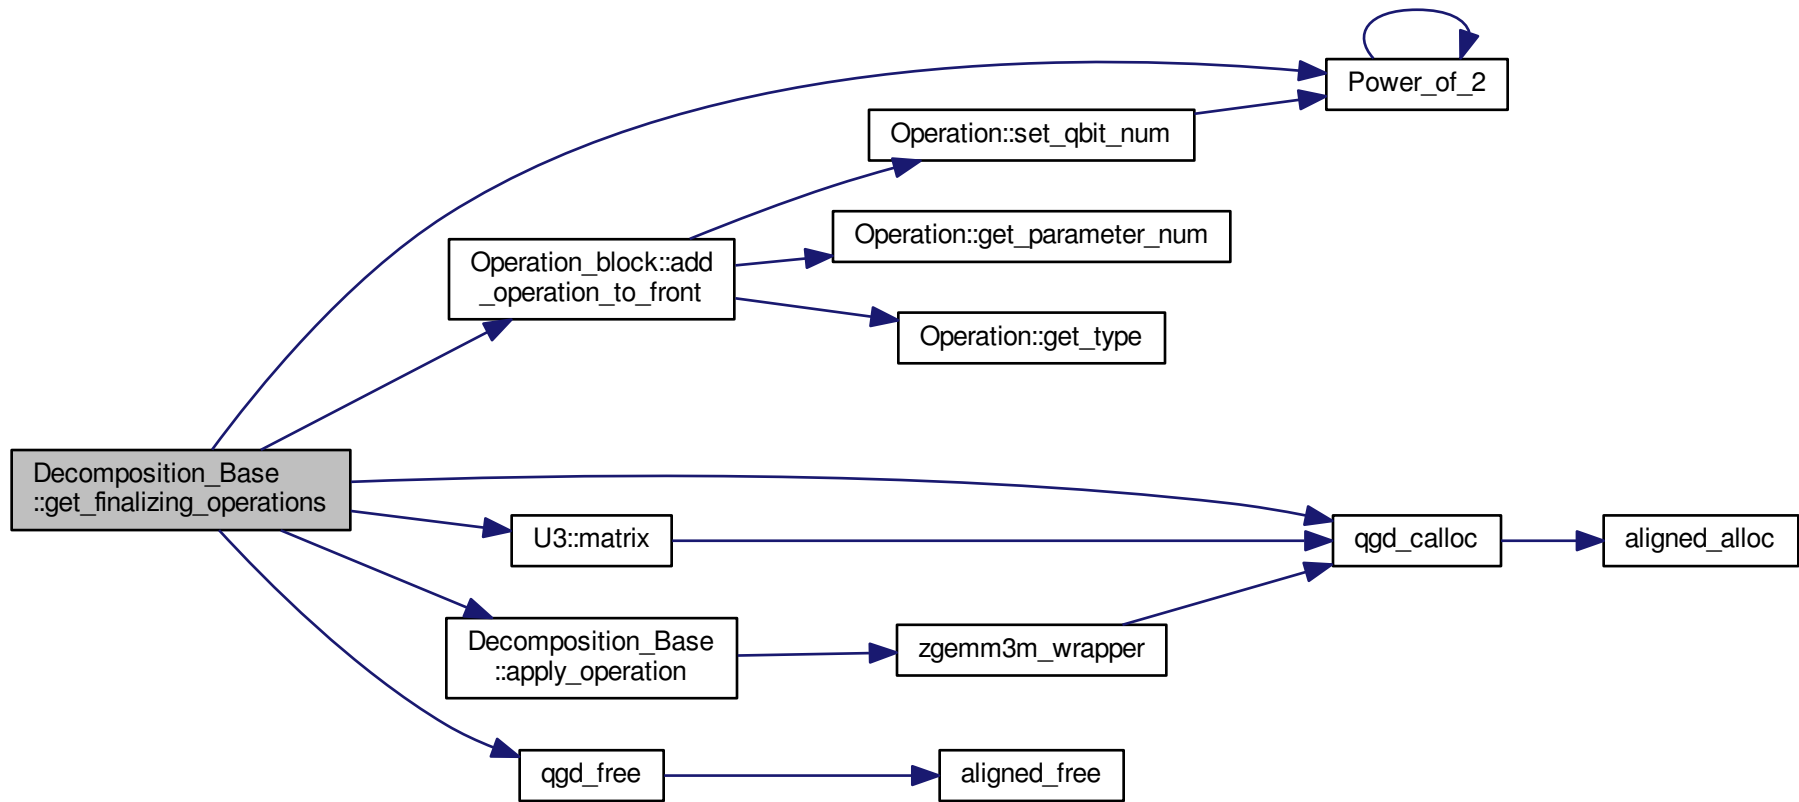 Power_of_2
Operation::set_qbit_num
Operation::get_parameter_num
Operation_block::add
_operation_to_front
Operation::get_type
Decomposition_Base
::get_finalizing_operations
U3::matrix
qgd_calloc
aligned_alloc
Decomposition_Base
::apply_operation
zgemm3m_wrapper
qgd_free
aligned_free